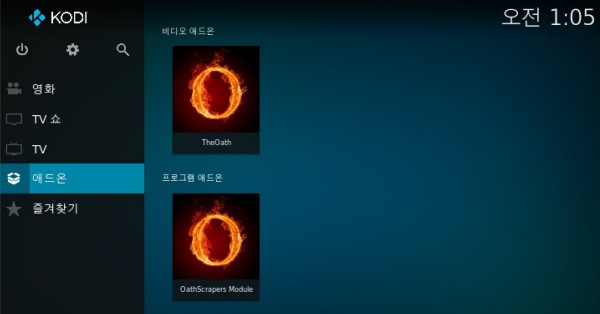 KODI
오전 1:05
영화
TV 쇼
TV
애드온
즐겨찾기
비디오 애드온
TheOath
프로그램 애드온
OathScrapers Module